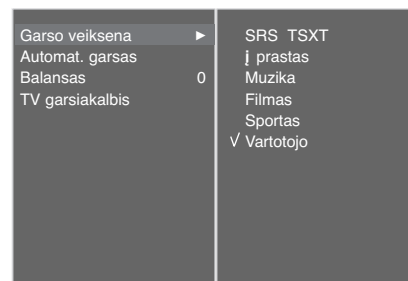 Garso veiksena ►
Automat. garsas
Balansas 0
TV garsiakalbis
SRS TSXT
į prastas
Muzika
Filmas
Sportas
√ Vartotojo